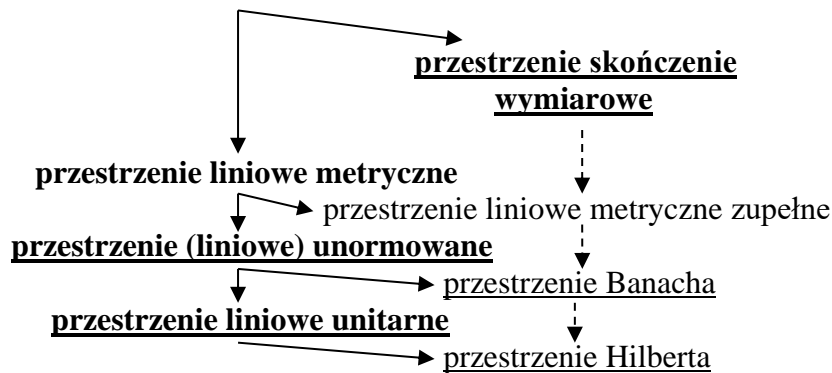 przestrzenie skończenie
wymiarowe
przestrzenie liniowe metryczne
przestrzenie liniowe metryczne zupełne
przestrzenie (liniowe) unormowane
przestrzenie Banacha
przestrzenie liniowe unitarne
przestrzenie Hilberta